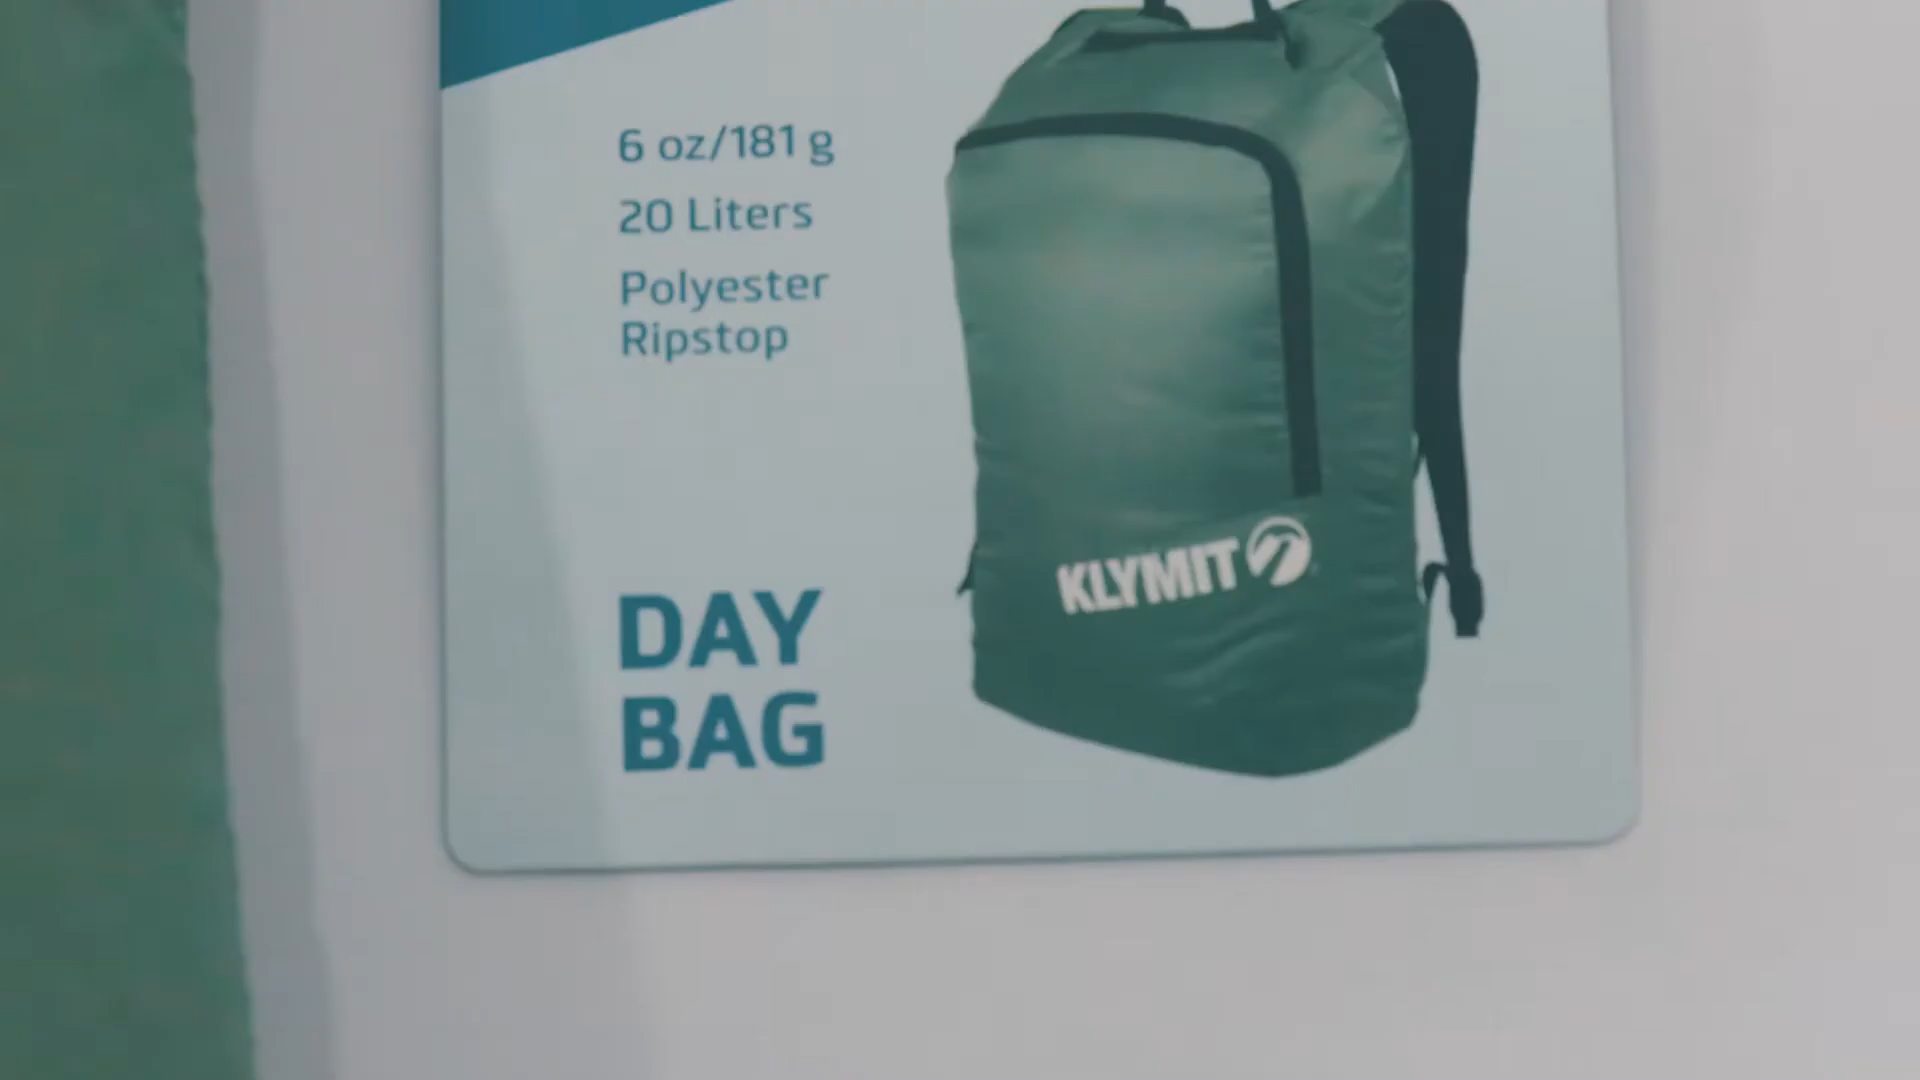 6 oz/181 g
20 Liters
Polyester
Ripstop
KLYMIT
DAY
BAG